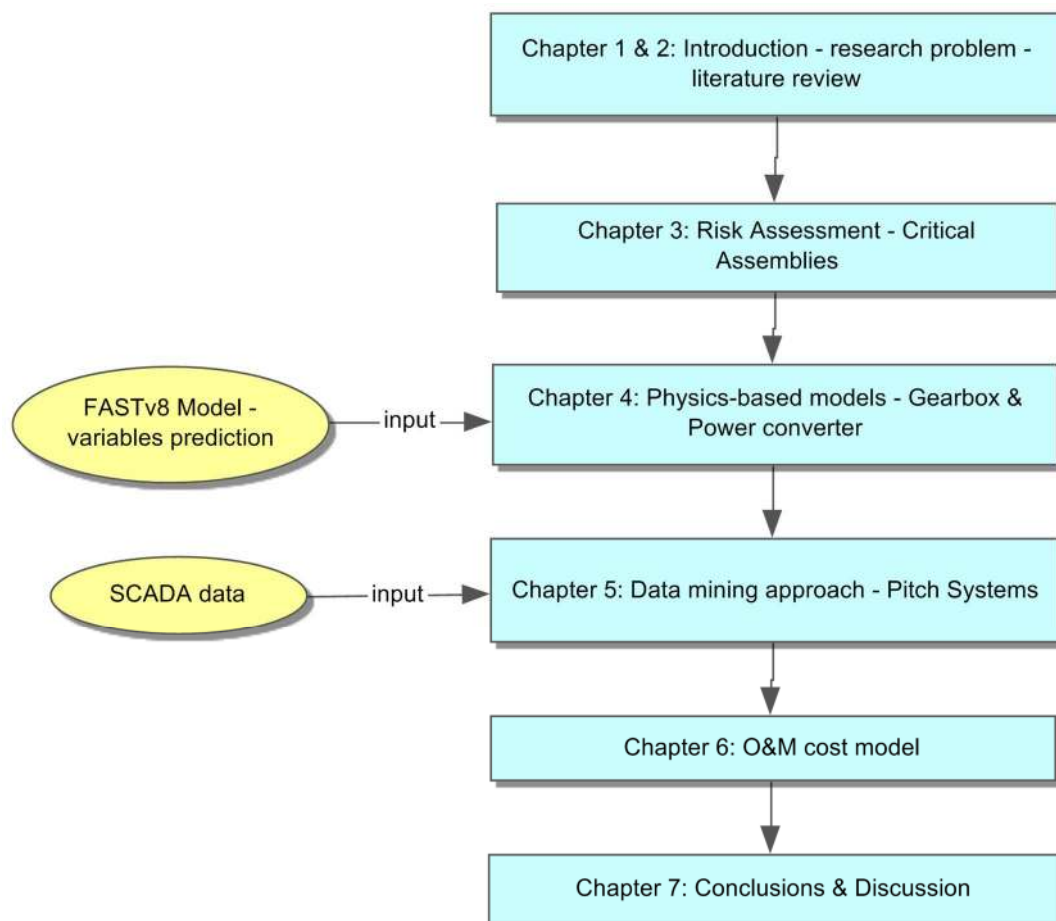 Chapter 1 & 2: Introduction - research problem -
literature review
Chapter 3: Risk Assessment - Critical
Assemblies
FASTv8 Model -
variables prediction
input
Chapter 4: Physics-based models - Gearbox &
Power converter
SCADA data
input
Chapter 5: Data mining approach - Pitch Systems
Chapter 6: O&M cost model
Chapter 7: Conclusions & Discussion